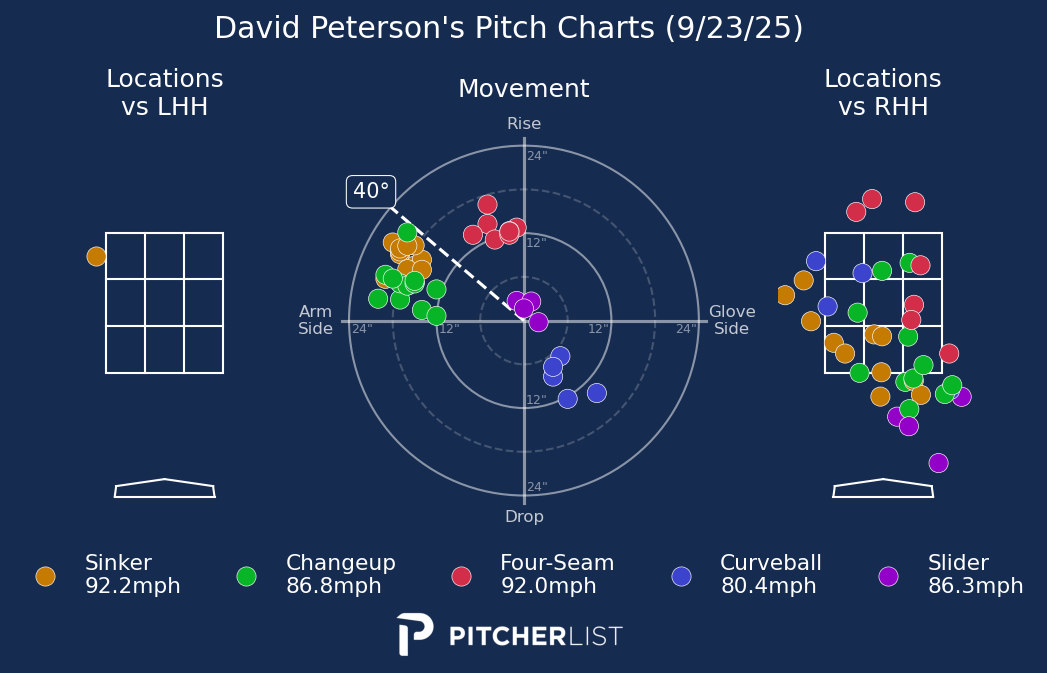 David Peterson's Pitch Charts (9/23/25)
Locations
vs LHH
Movement
Locations
vs RHH
Rise
24"
40°
12"
Arm
Side
24"
12"
12"
24"
Glove
Side
12"
24"
Drop
Sinker
92.2mph
Changeup
86.8mph
Four-Seam
92.0mph
Curveball
80.4mph
Slider
86.3mph
PITCHERLIST